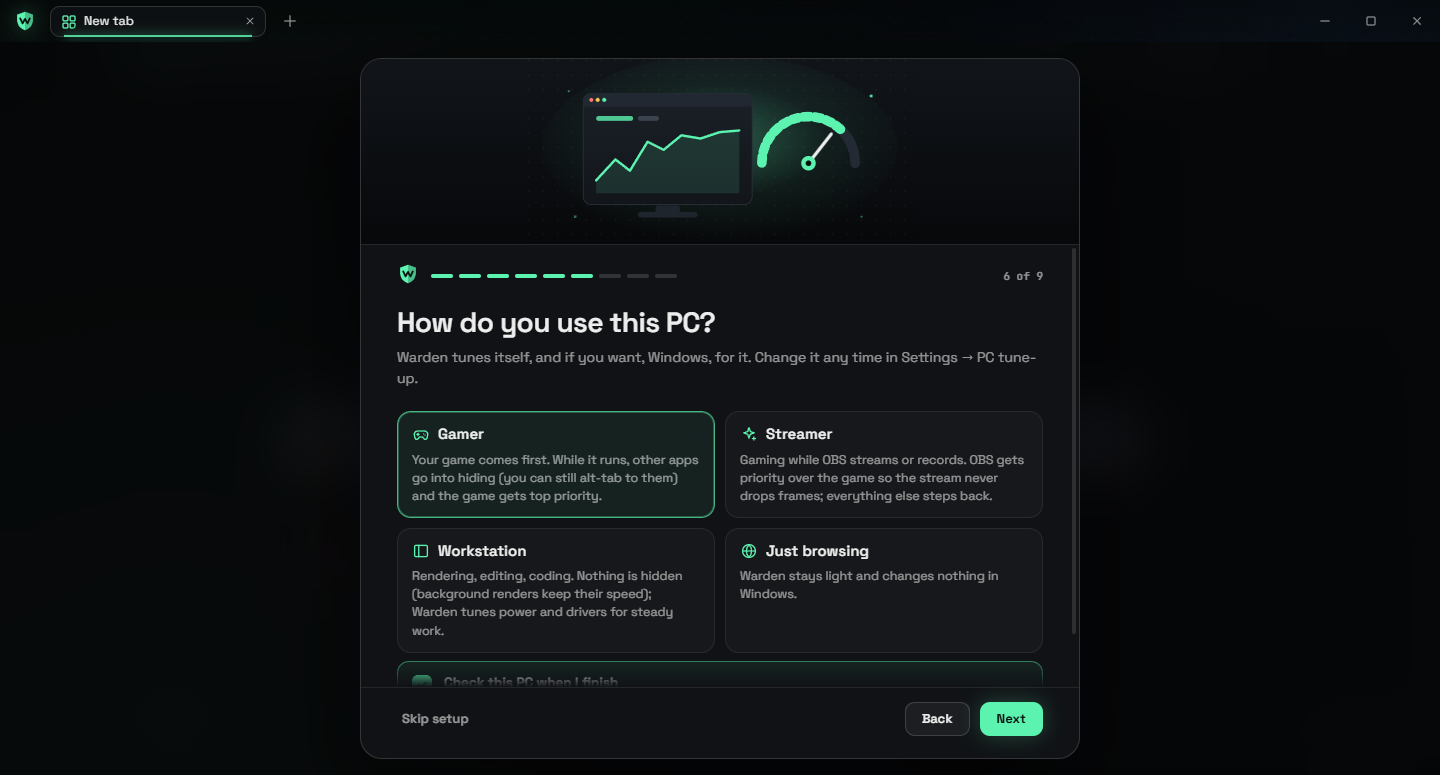 New tab
6 of 9
How do you use this PC?
Warden tunes itself, and if you want, Windows, for it. Change it any time in Settings → PC tune-
up.
Gamer
Your game comes first. While it runs, other apps
go into hiding (you can still alt-tab to them)
and the game gets top priority.
Streamer
Gaming while OBS streams or records. OBS gets
priority over the game so the stream never
drops frames; everything else steps back.
Workstation
Rendering, editing, coding. Nothing is hidden
(background renders keep their speed);
Warden tunes power and drivers for steady
work.
Just browsing
Warden stays light and changes nothing in
Windows.
Check this PC when I finish
Skip setup
Back
Next